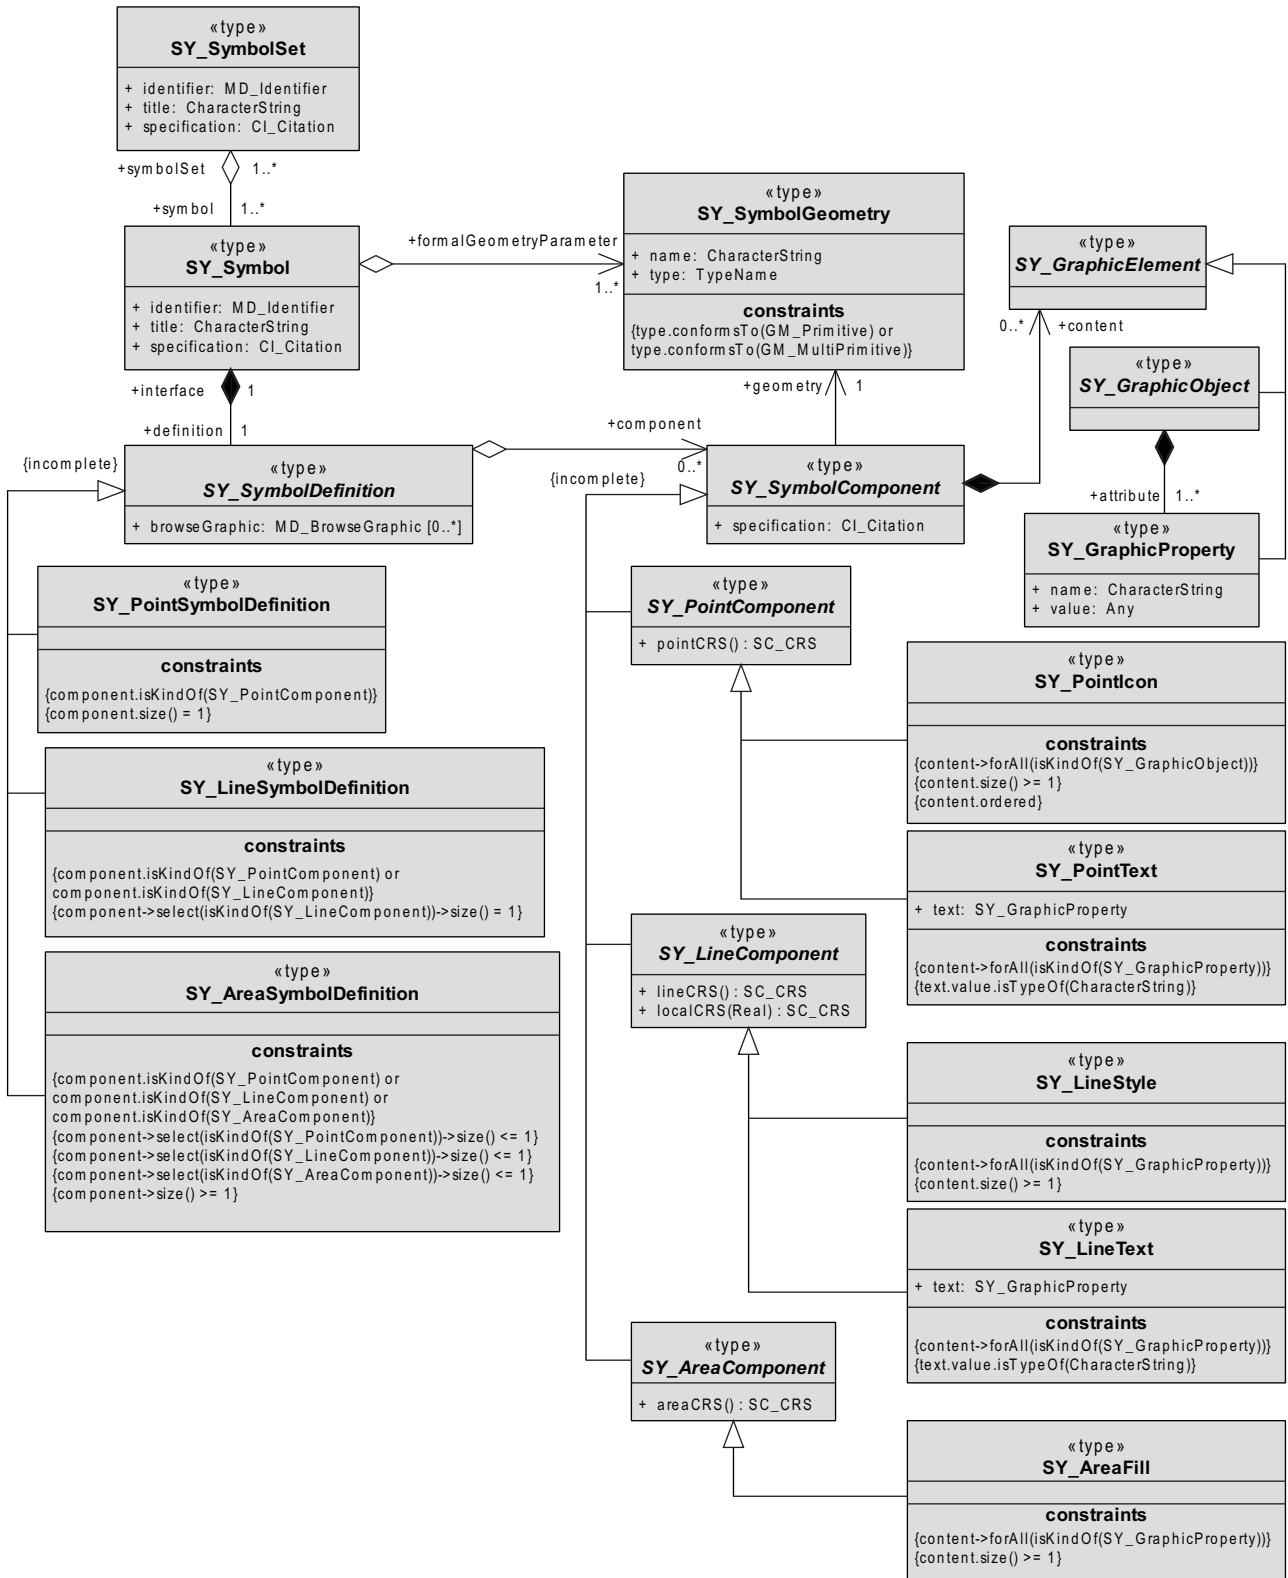 «type»
SY_SymbolSet
+ identifier: MD_Identifier
+ title: CharacterString
+ specification: CI_Citation
+symbolSet 1..*
+symbol 1..*
«type»
SY_Symbol
+ identifier: MD_Identifier
+ title: CharacterString
+ specification: CI_Citation
+formalGeometryParameter
1..*
«type»
SY_SymbolGeometry
+ name: CharacterString
+ type: TypeName
constraints
{type.conformsTo(GM_Primitive) or
type.conformsTo(GM_MultiPrimitive)}
«type»
SY_GraphicElement
0..* +content
«type»
SY_GraphicObject
+attribute 1..*
«type»
SY_GraphicProperty
+ name: CharacterString
+ value: Any
+interface 1
+definition 1
+geometry 1
+component
0..*
{incomplete}
«type»
SY_SymbolDefinition
+ browseGraphic: MD_BrowseGraphic [0..*]
{incomplete}
«type»
SY_SymbolComponent
+ specification: CI_Citation
«type»
SY_PointSymbolDefinition
constraints
{component.isKindOf(SY_PointComponent)}
{component.size() = 1}
«type»
SY_LineSymbolDefinition
constraints
{component.isKindOf(SY_PointComponent) or
component.isKindOf(SY_LineComponent)}
{component->select(isKindOf(SY_LineComponent))->size() = 1}
«type»
SY_AreaSymbolDefinition
constraints
{component.isKindOf(SY_PointComponent) or
component.isKindOf(SY_LineComponent) or
component.isKindOf(SY_AreaComponent)}
{component->select(isKindOf(SY_PointComponent))->size() <= 1}
{component->select(isKindOf(SY_LineComponent))->size() <= 1}
{component->select(isKindOf(SY_AreaComponent))->size() <= 1}
{component->size() >= 1}
«type»
SY_PointComponent
+ pointCRS() : SC_CRS
«type»
SY_PointIcon
constraints
{content->forAll(isKindOf(SY_GraphicObject))}
{content.size() >= 1}
{content.ordered}
«type»
SY_PointText
+ text: SY_GraphicProperty
constraints
{content->forAll(isKindOf(SY_GraphicProperty))}
{text.value.isTypeOf(CharacterString)}
«type»
SY_LineComponent
+ lineCRS() : SC_CRS
+ localCRS(Real) : SC_CRS
«type»
SY_LineStyle
constraints
{content->forAll(isKindOf(SY_GraphicProperty))}
{content.size() >= 1}
«type»
SY_LineText
+ text: SY_GraphicProperty
constraints
{content->forAll(isKindOf(SY_GraphicProperty))}
{text.value.isTypeOf(CharacterString)}
«type»
SY_AreaComponent
+ areaCRS() : SC_CRS
«type»
SY_AreaFill
constraints
{content->forAll(isKindOf(SY_GraphicProperty))}
{content.size() >= 1}